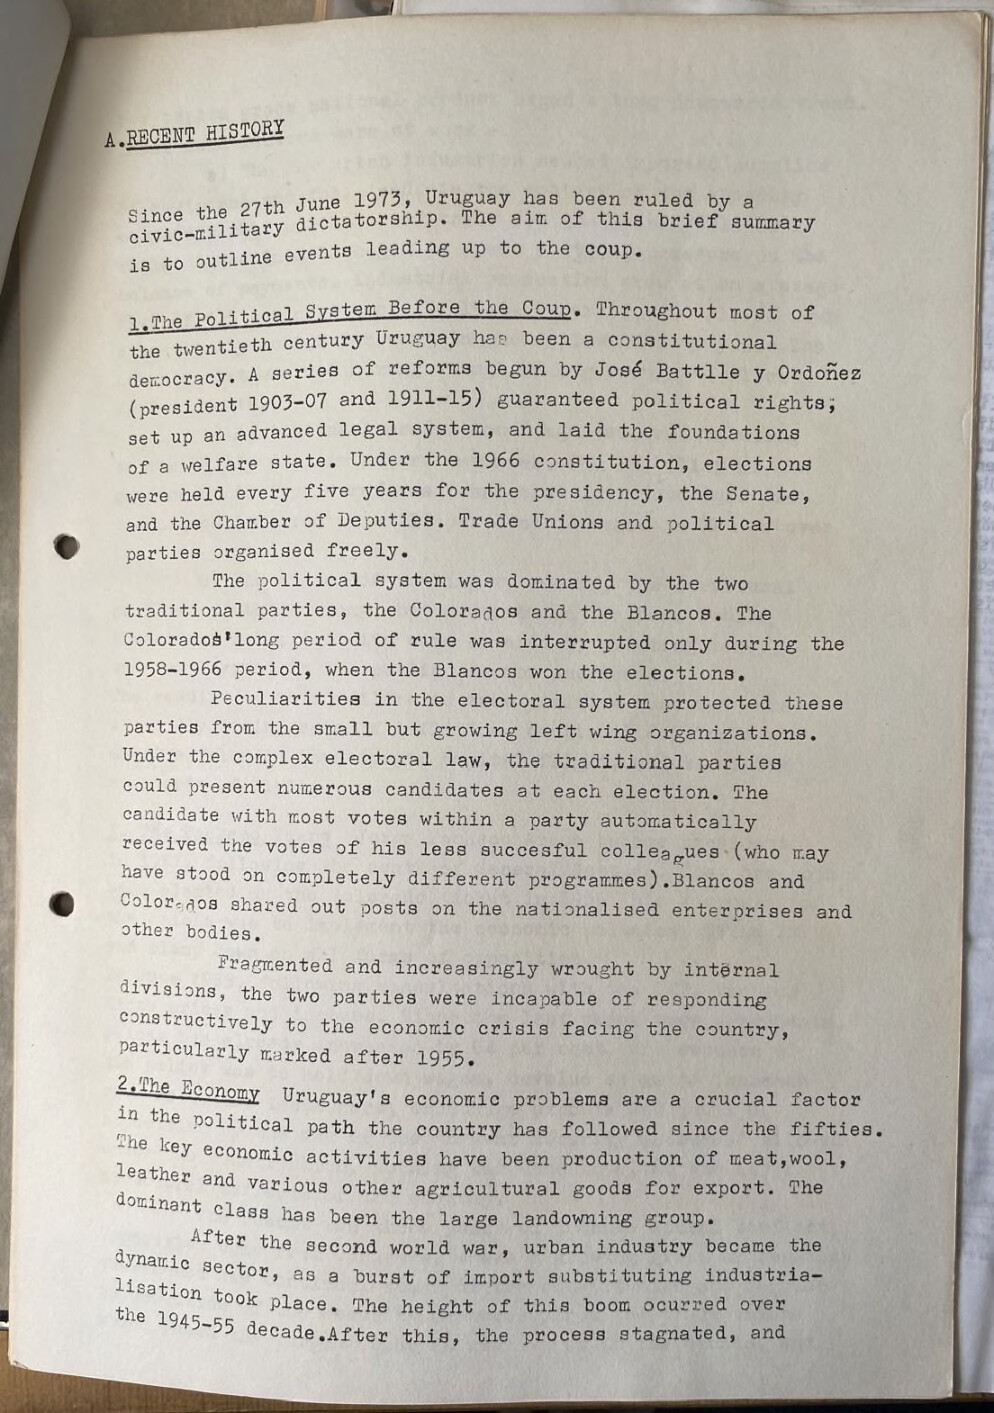 A.RECENT HISTORY
Since the 27th June 1973, Uruguay has been ruled by a
civic-military dictatorship. The aim of this brief summary
is to outline events leading up to the coup.
1.The Political System Before the Coup. Throughout most of
the twentieth century Uruguay has been a constitutional
democracy. A series of reforms begun by José Battlle y Ordoñez
(president 1903-07 and 1911-15) guaranteed political rights;
set up an advanced legal system, and laid the foundations
of a welfare state. Under the 1966 constitution, elections
were held every five years for the presidency, the Senate,
and the Chamber of Deputies. Trade Unions and political
parties organised freely.
The political system was dominated by the two
traditional parties, the Colorados and the Blancos. The
Colorados'long period of rule was interrupted only during the
1958-1966 period, when the Blancos won the elections.
Peculiarities in the electoral system protected these
parties from the small but growing left wing organizations.
Under the complex electoral law, the traditional parties
could present numerous candidates at each election. The
candidate with most votes within a party automatically
received the votes of his less succesful colleagues (who may
have stood on completely different programmes).Blancos and
Colorados shared out posts on the nationalised enterprises and
other bodies.
Fragmented and increasingly wrought by internal
divisions, the two parties were incapable of responding
constructively to the economic crisis facing the country,
particularly marked after 1955.
2.The Economy Uruguay's economic problems are a crucial factor
in the political path the country has followed since the fifties.
The key economic activities have been production of meat,wool,
leather and various other agricultural goods for export. The
dominant class has been the large landowning group.
After the second world war, urban industry became the
dynamic sector, as a burst of import substituting industria-
lisation took place. The height of this boom ocurred over
the 1945-55 decade.After this, the process stagnated, and